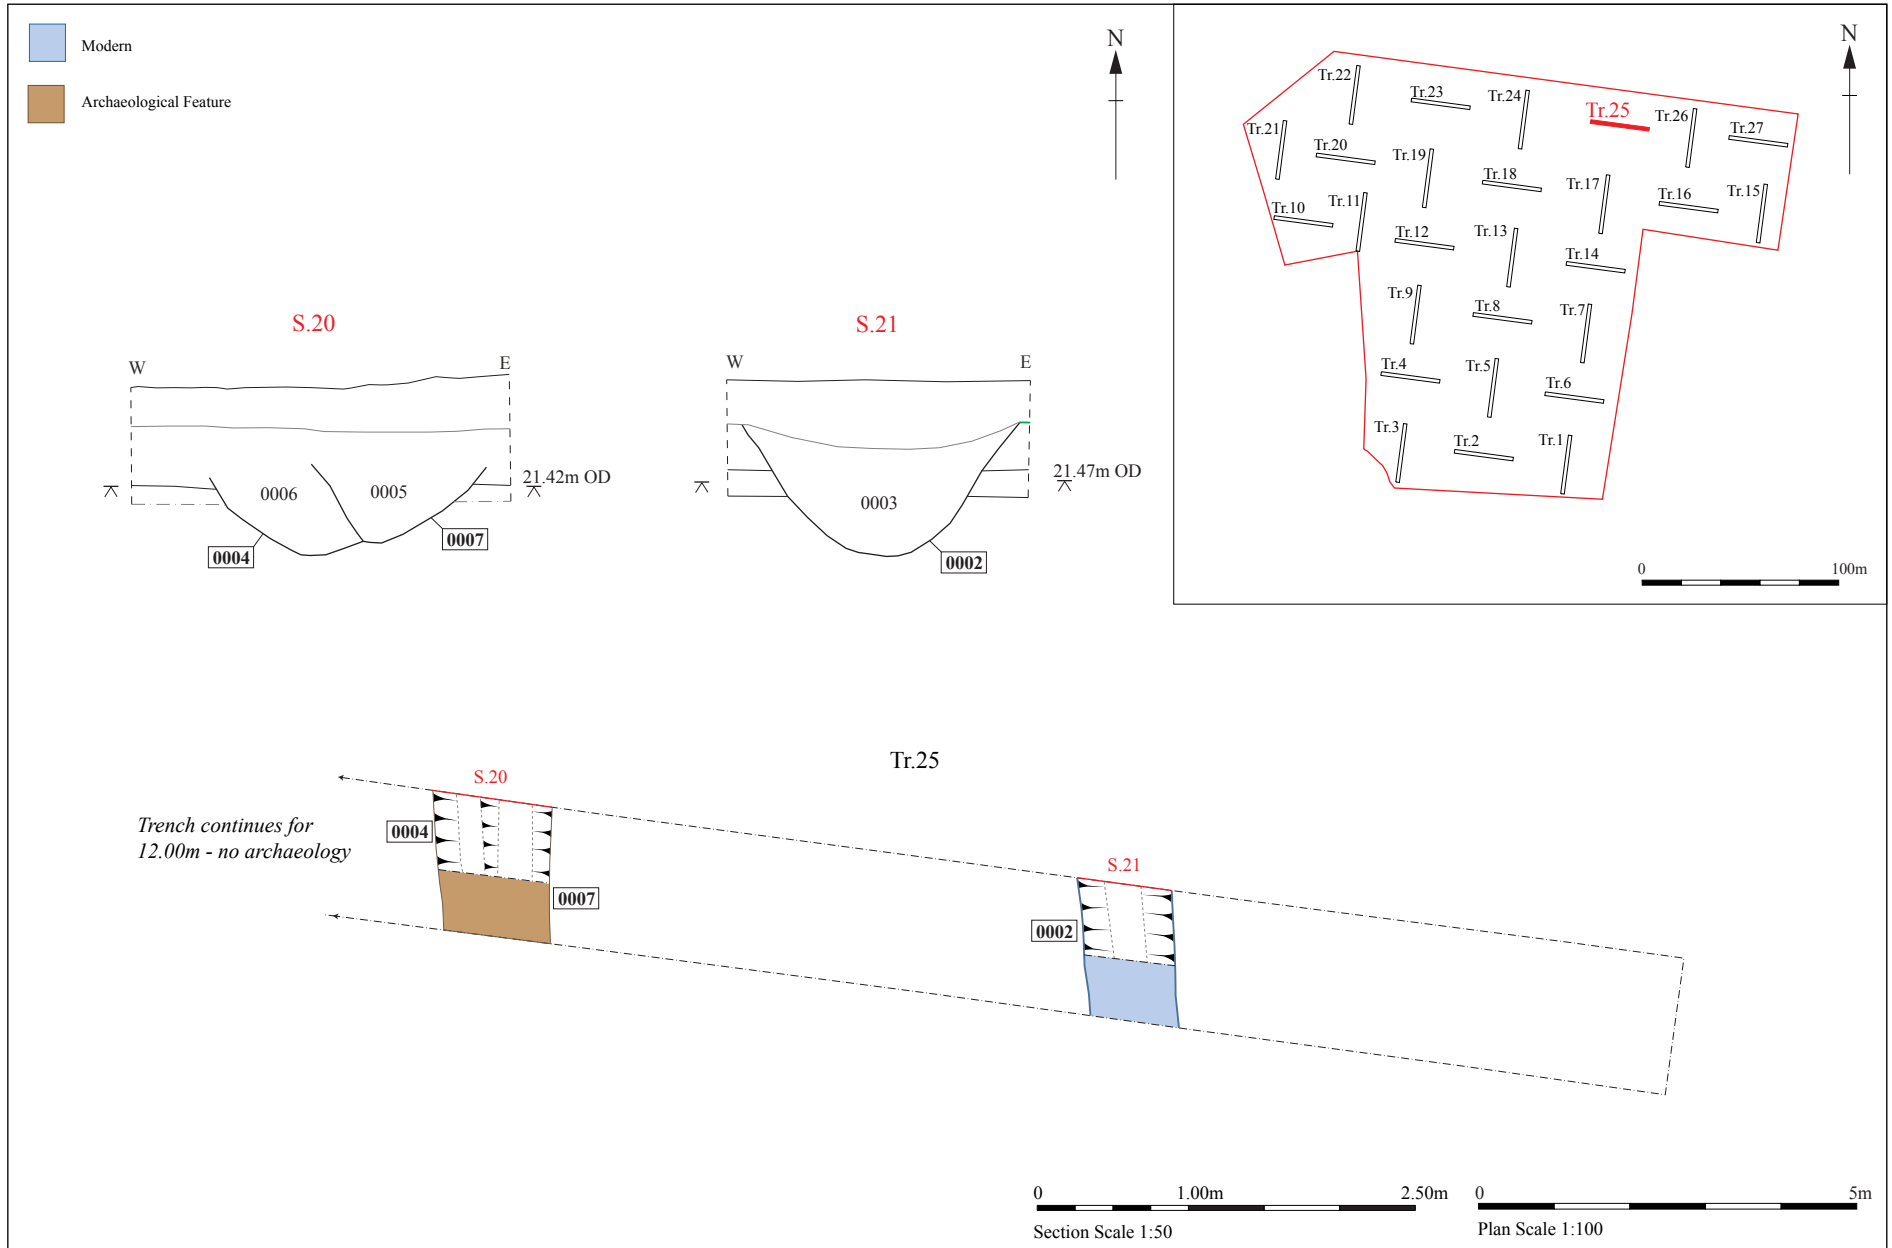 Modern
Archaeological Feature
N
S.20
W
E
0006
0005
21.42m OD
0004
0007
S.21
W
E
21.47m OD
0003
0002
N
Tr.22
Tr.23
Tr.24
Tr.25
Tr.26
Tr.27
Tr.21
Tr.20
Tr.19
Tr.18
Tr.17
Tr.16
Tr.15
Tr.10
Tr.11
Tr.12
Tr.13
Tr.14
Tr.9
Tr.8
Tr.7
Tr.4
Tr.5
Tr.6
Tr.3
Tr.2
Tr.1
0 100m
Tr.25
S.20
Trench continues for
12.00m - no archaeology
0004
0007
S.21
0002
0 1.00m 2.50m
Section Scale 1:50
0 5m
Plan Scale 1:100